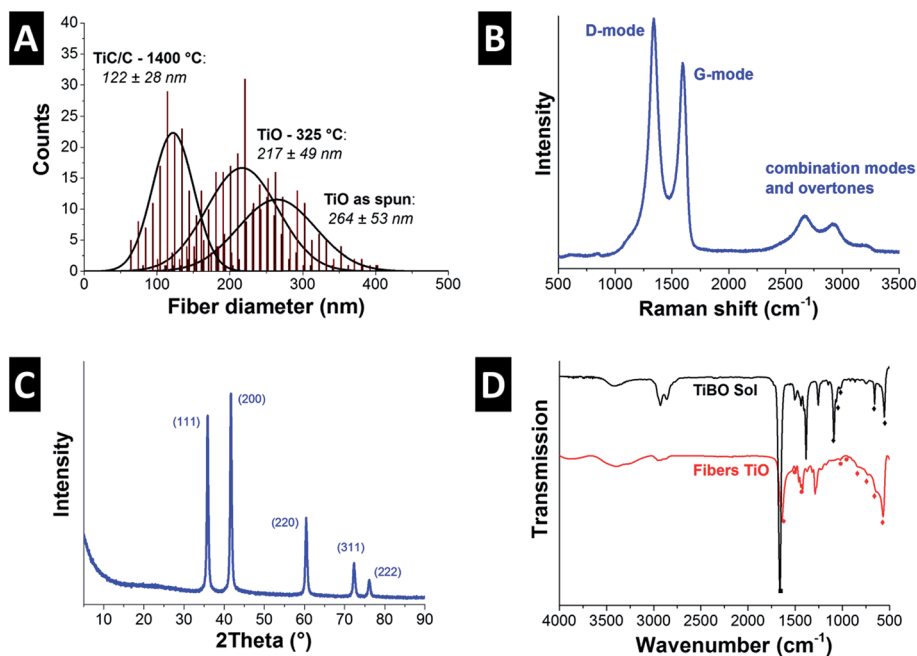 A
40
35
30
25
20
15
10
5
0
Counts
TiC/C - 1400 °C:
122 ± 28 nm
TiO - 325 °C:
217 ± 49 nm
TiO as spun:
264 ± 53 nm
0 100 200 300 400 500
Fiber diameter (nm)
B
Intensity
D-mode
G-mode
combination modes
and overtones
500 1000 1500 2000 2500 3000 3500
Raman shift (cm-1)
C
Intensity
(111)
(200)
(220)
(311)
(222)
10 20 30 40 50 60 70 80 90
2Theta (°)
D
Transmission
TiBO Sol
Fibers TiO
4000 3500 3000 2500 2000 1500 1000 500
Wavenumber (cm-1)